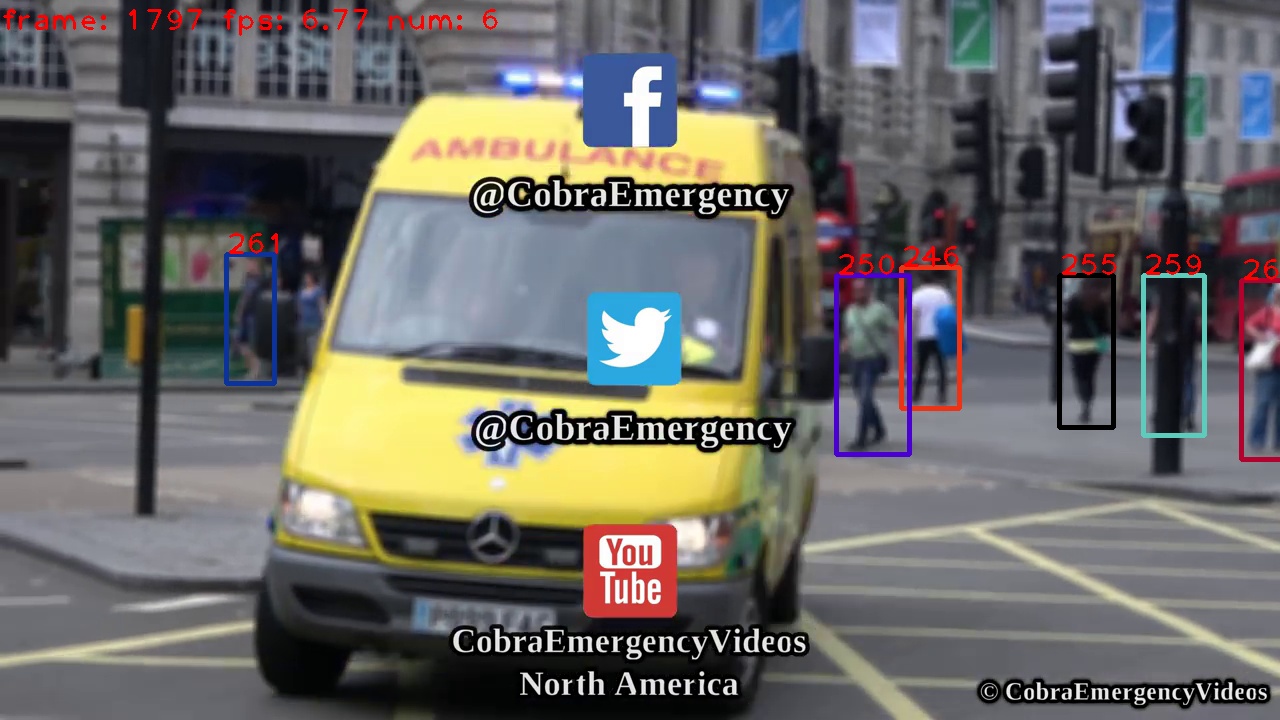 frame: 1797 fps: 6.77 num: 6
AMBULANCE
f
@CobraEmergency
261
250
246
255
259
26
@CobraEmergency
You
Tube
CobraEmergencyVideos
North America
© CobraEmergencyVideos